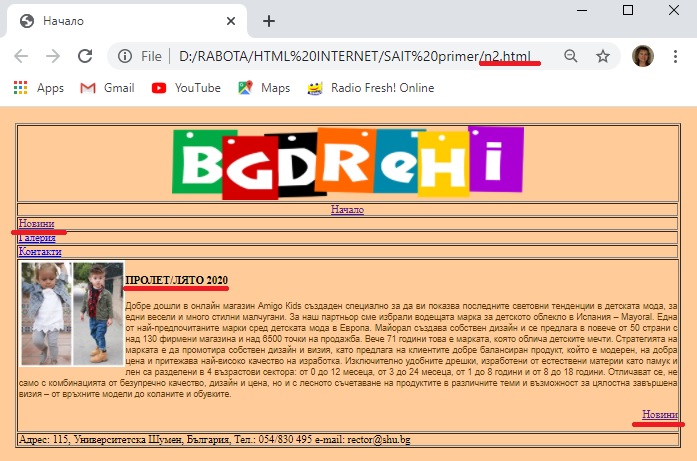 Начало
File D:/RABOTA/HTML%20INTERNET/SAIT%20primer/n2.html
Apps Gmail YouTube Maps Radio Fresh! Online
BGDReHi
Начало
Новини
Галерия
Контакти
ПРОЛЕТ/ЛЯТО 2020
Добре дошли в онлайн магазин Amigo Kids създаден специално за да ви показва последните световни тенденции в детската мода, за
едни весели и много стилни малчугани. За наш партньор сме избрали водещата марка за детското облекло в Испания – Mayoral. Една
от най-предпочитаните марки сред детската мода в Европа. Майорал създава собствен дизайн и се предлага в повече от 50 страни с
над 130 фирмени магазина и над 6500 точки на продажба. Вече 71 години това е марката, която облича детските мечти. Стратегията на
марката е да промотира собствен дизайн и визия, като предлага на клиентите добре балансиран продукт, който е модерен, на добра
цена и притежава най-високо качество на изработка. Изключително удобните дрешки, изработени от естествени материи като памук и
лен са разделени в 4 възрастови сектора: от 0 до 12 месеца, от 3 до 24 месеца, от 1 до 8 години и от 8 до 18 години. Отличават се, не
само с комбинацията от безупречно качество, дизайн и цена, но и с лесното съчетаване на продуктите в различните теми и възможност за цялостна завършена
визия – от връхните модели до коланите и обувките.
Новини
Адрес: 115, Университетска Шумен, България, Тел.: 054/830 495 e-mail: rector@shu.bg